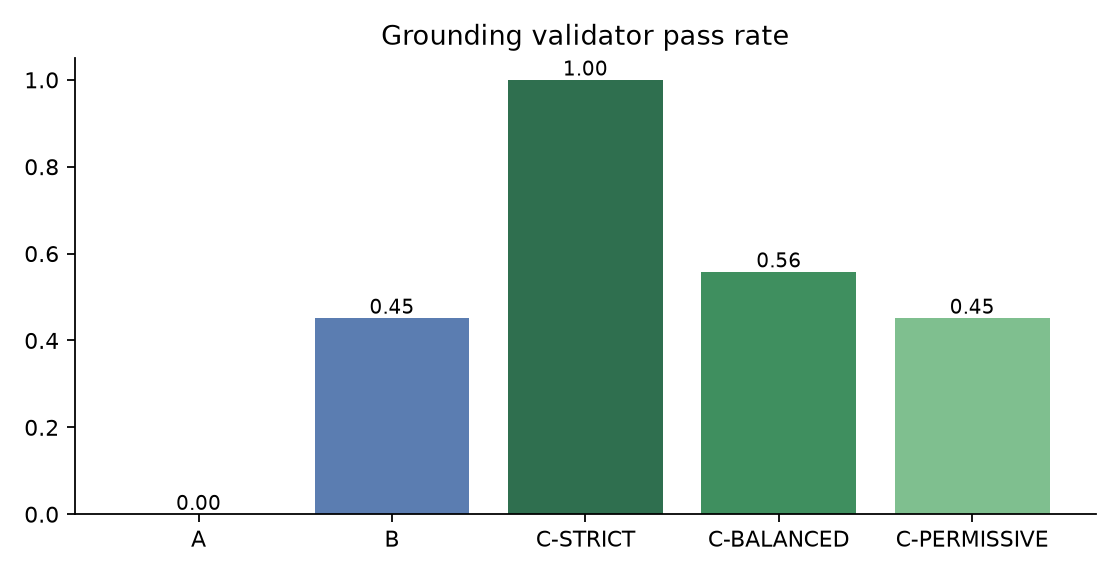 Grounding validator pass rate
1.00
1.0
0.8
0.6
0.56
0.45
0.45
0.4
0.2
0.00
0.0
A
B
C-STRICT
C-BALANCED
C-PERMISSIVE